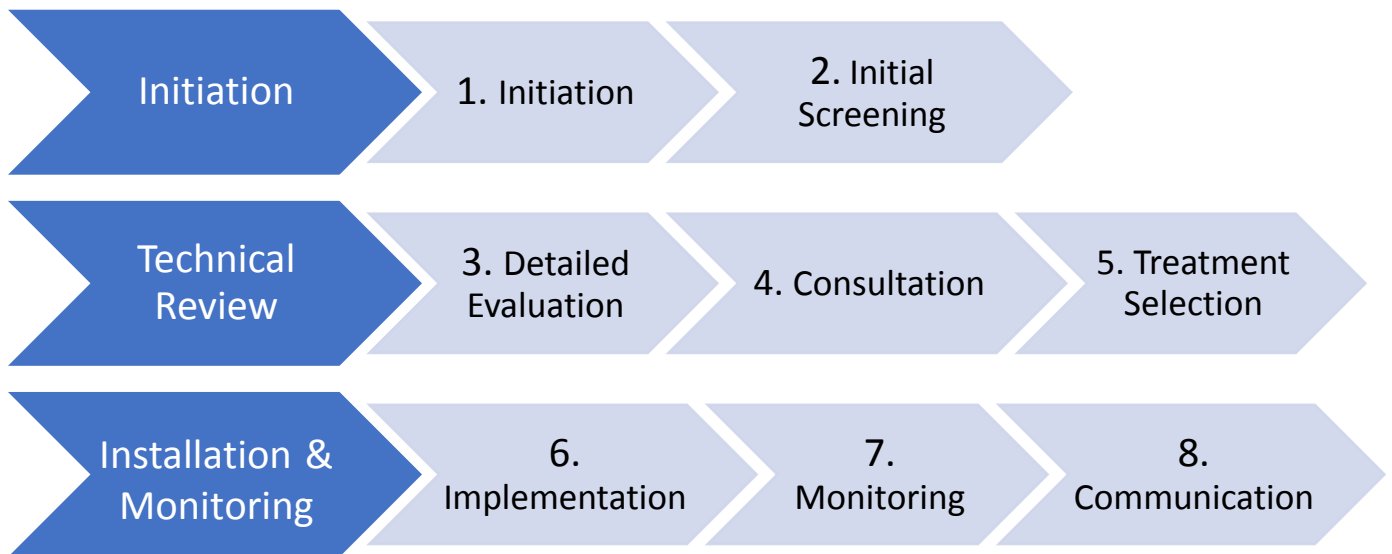 Initiation
1. Initiation
2. Initial
Screening
Technical
Review
3. Detailed
Evaluation
4. Consultation
5. Treatment
Selection
Installation &
Monitoring
6.
Implementation
7.
Monitoring
8.
Communication